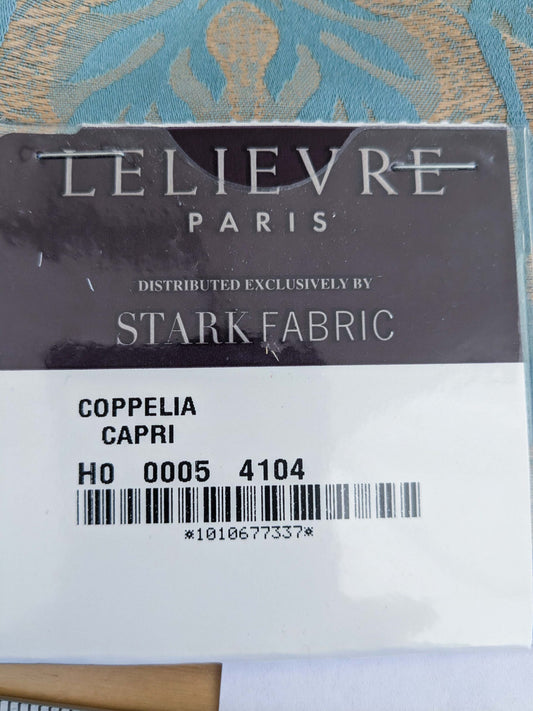 LELIEVRE
PARIS
DISTRIBUTED EXCLUSIVELY BY
STARK FABRIC
COPPELIA
CAPRI
H0 0005 4104
*1010677337*